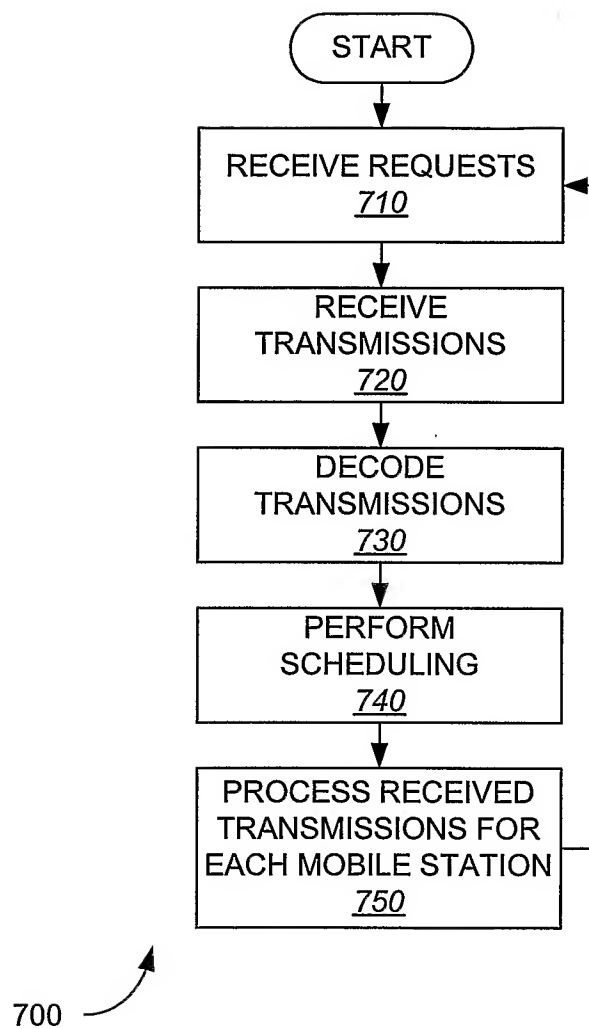 START
RECEIVE REQUESTS
710
RECEIVE
TRANSMISSIONS
720
DECODE
TRANSMISSIONS
730
PERFORM
SCHEDULING
740
PROCESS RECEIVED
TRANSMISSIONS FOR
EACH MOBILE STATION
750
700